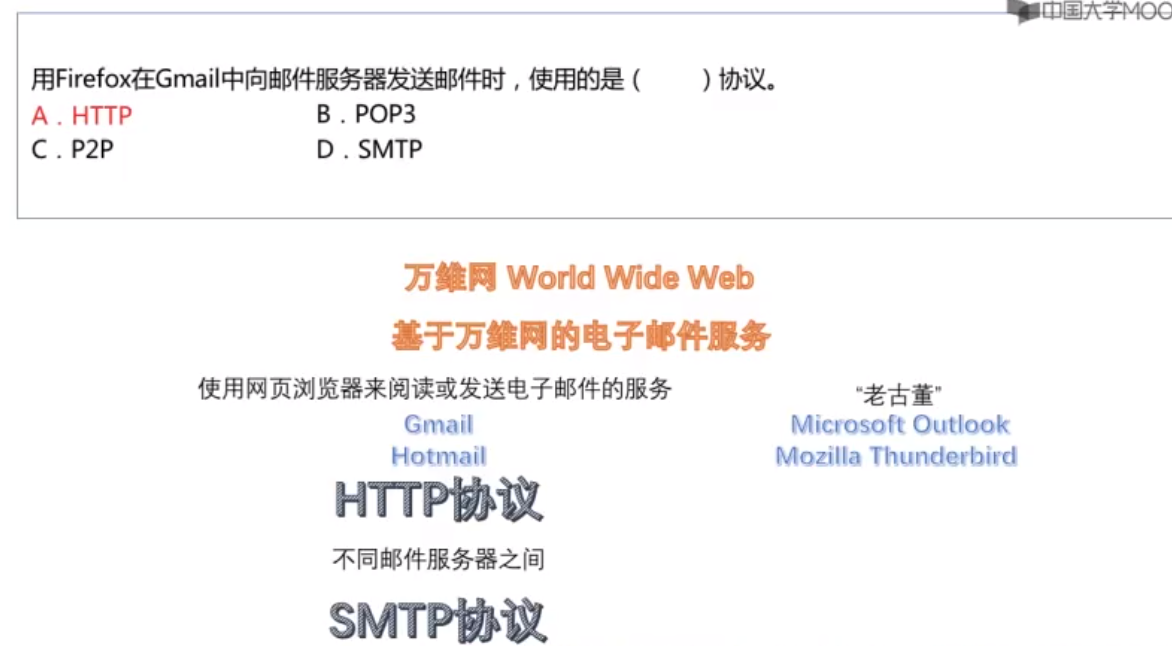 中国大学MOO
用Firefox在Gmail中向邮件服务器发送邮件时，使用的是（　　）协议。
A．HTTP　　B．POP3
C．P2P　　D．SMTP
万维网 World Wide Web
基于万维网的电子邮件服务
使用网页浏览器来阅读或发送电子邮件的服务
“老古董”
Gmail
Microsoft Outlook
Hotmail
Mozilla Thunderbird
HTTP协议
不同邮件服务器之间
SMTP协议